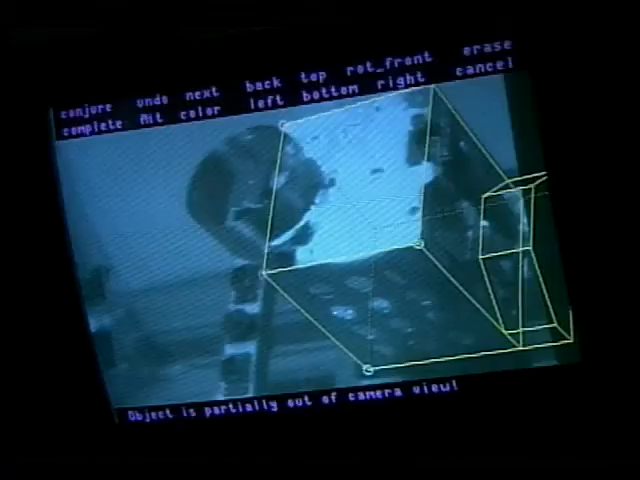 conjure undo next back top rot_front erase
complete Ait color left bottom right cancel
Object is partially out of camera view!